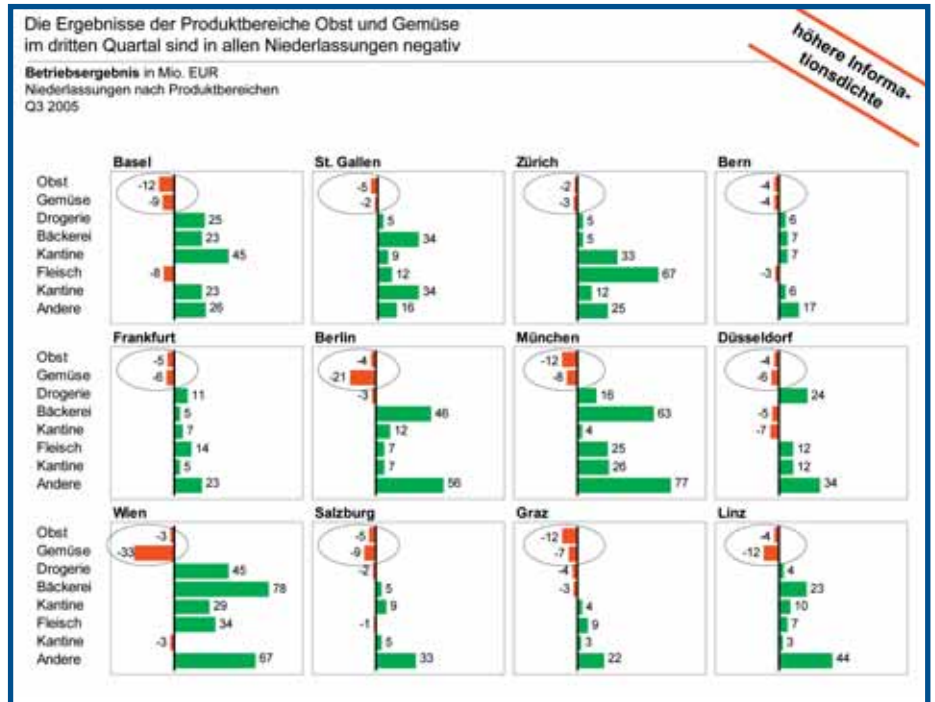 Die Ergebnisse der Produktbereiche Obst und Gemüse
im dritten Quartal sind in allen Niederlassungen negativ
höhere Informa-
tionsdichte
Betriebsergebnis in Mio. EUR
Niederlassungen nach Produktbereichen
Q3 2005
Basel St. Gallen Zürich Bern
Obst -12 -5 -2 -4
Gemüse -9 -2 -3 -4
Drogerie 25 5 5 6
Bäckerei 23 34 5 7
Kantine 45 9 33 7
Fleisch -8 12 67 -3
Kantine 23 34 12 6
Andere 26 16 25 17
Frankfurt Berlin München Düsseldorf
Obst -5 -4 -12 -4
Gemüse -6 -21 -8 -6
Drogerie 11 -3 16 24
Bäckerei 5 46 63 -5
Kantine 7 12 4 -7
Fleisch 14 7 25 12
Kantine 5 7 26 12
Andere 23 56 77 34
Wien Salzburg Graz Linz
Obst -3 -5 -12 -4
Gemüse -33 -9 -7 -12
Drogerie 45 -2 -4 4
Bäckerei 78 5 -3 23
Kantine 29 9 4 10
Fleisch 34 -1 9 7
Kantine -3 5 3 3
Andere 67 33 22 44